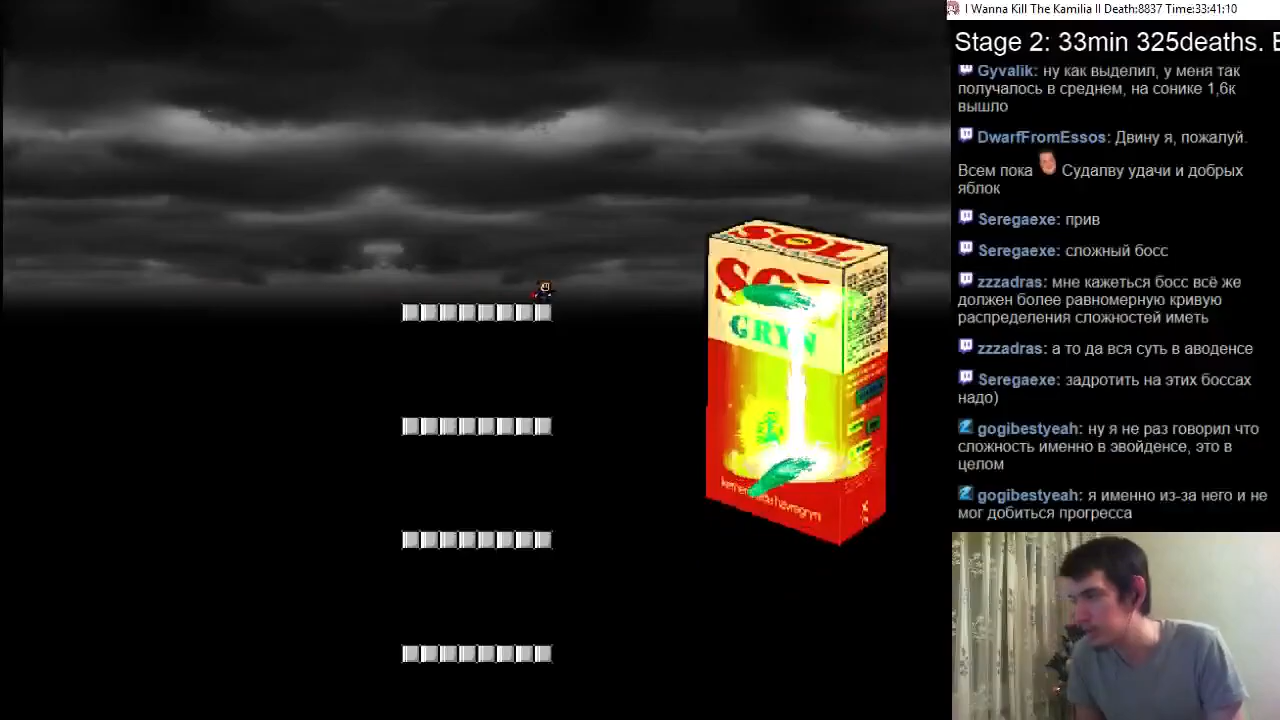 I Wanna Kill The Kamilia II Death:8837 Time:33:41:10
Stage 2: 33min 325deaths. E
Gyvalik: ну как выделил, у меня так
получалось в среднем, на сонике 1,6к
вышло
DwarfFromEssos: Двину я, пожалуй.
Всем пока Судалву удачи и добрых
яблок
Seregaexe: прив
Seregaexe: сложный босс
zzzadras: мне кажеться босс всё же
должен более равномерную кривую
распределения сложностей иметь
zzzadras: а то да вся суть в аводенсе
Seregaexe: задротить на этих боссах
надо)
gogibestyeah: ну я не раз говорил что
сложность именно в эвойденсе, это в
целом
gogibestyeah: я именно из-за него и не
мог добиться прогресса
SOL
SOL
GRYN